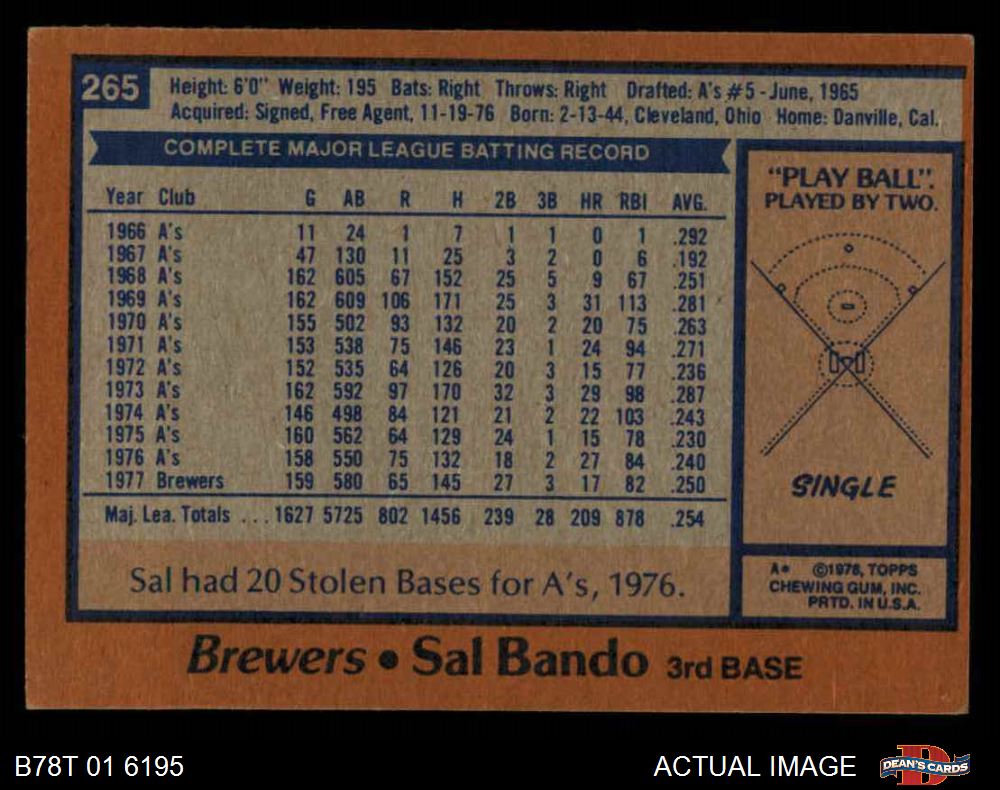 265
Height: 6'0" Weight: 195 Bats: Right Throws: Right Drafted: A's #5 - June, 1965
Acquired: Signed, Free Agent, 11-19-76 Born: 2-13-44, Cleveland, Ohio Home: Danville, Cal.
COMPLETE MAJOR LEAGUE BATTING RECORD
Year Club G AB R H 2B 3B HR RBI AVG.
1966 A's 11 24 1 7 1 1 0 1 .292
1967 A's 47 130 11 25 3 2 0 6 .192
1968 A's 162 605 67 152 25 5 9 67 .251
1969 A's 162 609 106 171 25 3 31 113 .281
1970 A's 155 502 93 132 20 2 20 75 .263
1971 A's 153 538 75 146 23 1 24 94 .271
1972 A's 152 535 64 126 20 3 15 77 .236
1973 A's 162 592 97 170 32 3 29 98 .287
1974 A's 146 498 84 121 21 2 22 103 .243
1975 A's 160 562 64 129 24 1 15 78 .230
1976 A's 158 550 75 132 18 2 27 84 .240
1977 Brewers 159 580 65 145 27 3 17 82 .250
Maj. Lea. Totals ... 1627 5725 802 1456 239 28 209 878 .254
Sal had 20 Stolen Bases for A's, 1976.
"PLAY BALL".
PLAYED BY TWO.
SINGLE
A* ©1978, TOPPS
CHEWING GUM, INC.
PRTD. IN U.S.A.
Brewers • Sal Bando 3rd BASE
B78T 01 6195
ACTUAL IMAGE
DEAN'S CARDS